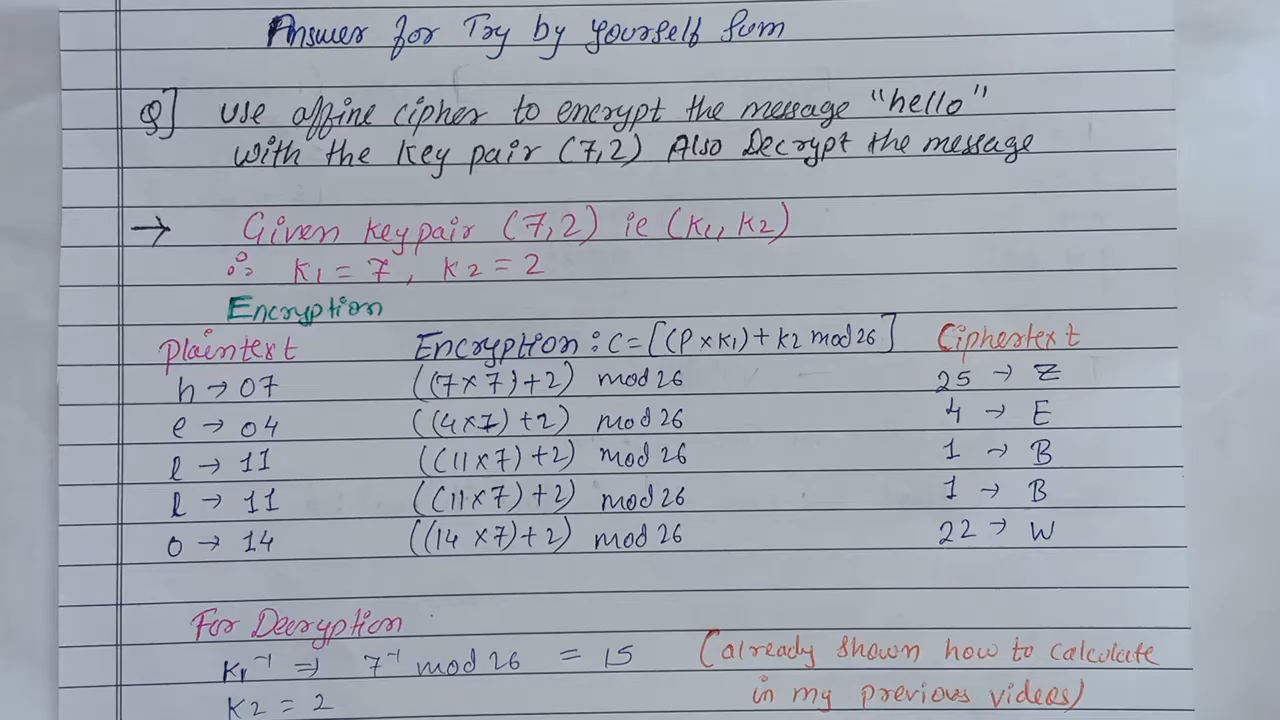 Answer for Try by yourself sum
Q] Use affine cipher to encrypt the message "hello"
with the key pair (7,2) Also Decrypt the message
→ Given key pair (7,2) ie (K1, K2)
∴ K1 = 7, K2 = 2
Encryption
Plaintext Encryption : C = [(P x K1) + K2 mod 26] Ciphertext
h → 07 ((7 x 7) + 2) mod 26 25 → Z
e → 04 ((4 x 7) + 2) mod 26 4 → E
l → 11 ((11 x 7) + 2) mod 26 1 → B
l → 11 ((11 x 7) + 2) mod 26 1 → B
o → 14 ((14 x 7) + 2) mod 26 22 → W
For Decryption
K1⁻¹ ⇒ 7⁻¹ mod 26 = 15 (already shown how to calculate
K2 = 2 in my previous videos)